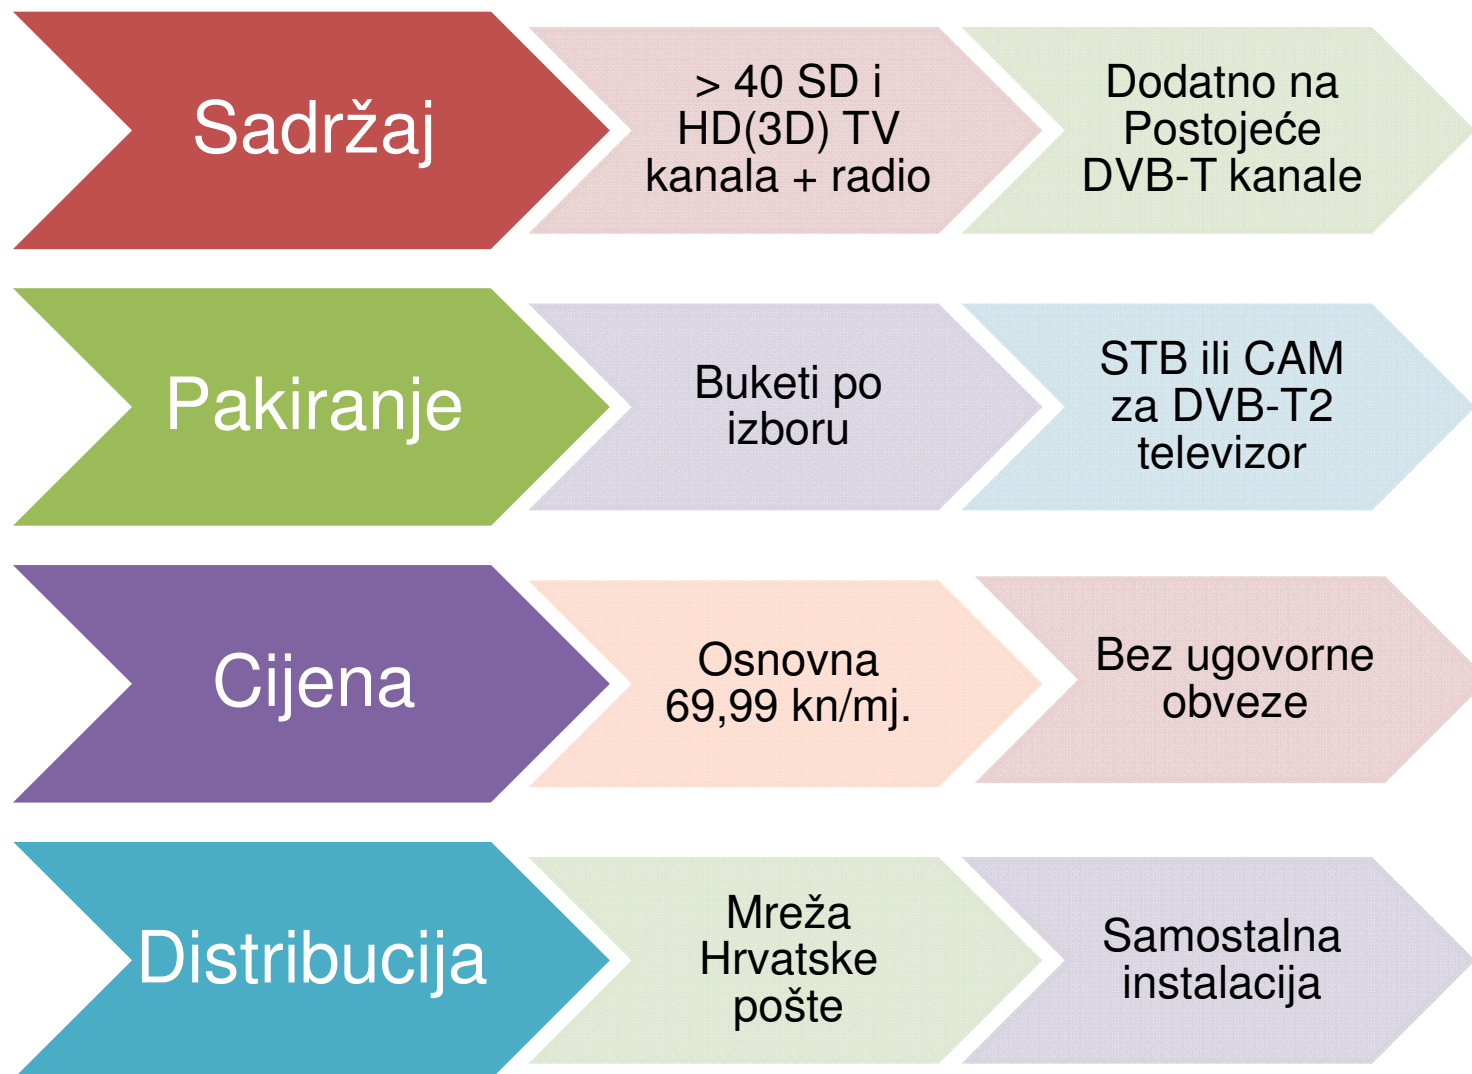 Sadržaj
> 40 SD i
HD(3D) TV
kanala + radio
Dodatno na
Postojeće
DVB-T kanale
Pakiranje
Buketi po
izboru
STB ili CAM
za DVB-T2
televizor
Cijena
Osnovna
69,99 kn/mj.
Bez ugovorne
obveze
Distribucija
Mreža
Hrvatske
pošte
Samostalna
instalacija